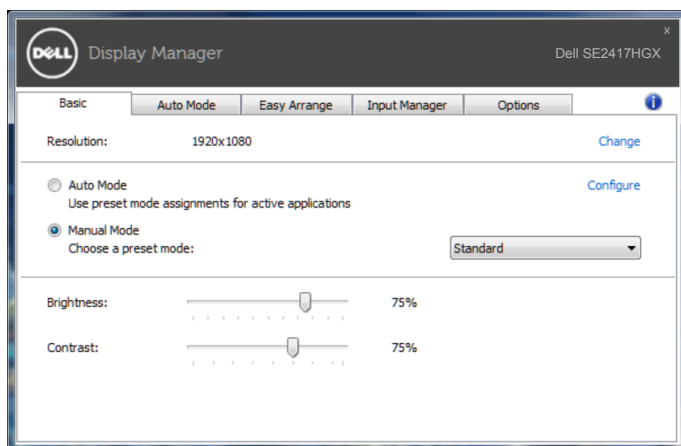 X
DELL Display Manager Dell SE2417HGX
Basic Auto Mode Easy Arrange Input Manager Options i
Resolution: 1920x1080 Change
Auto Mode Configure
Use preset mode assignments for active applications
Manual Mode
Choose a preset mode: Standard
Brightness: 75%
Contrast: 75%